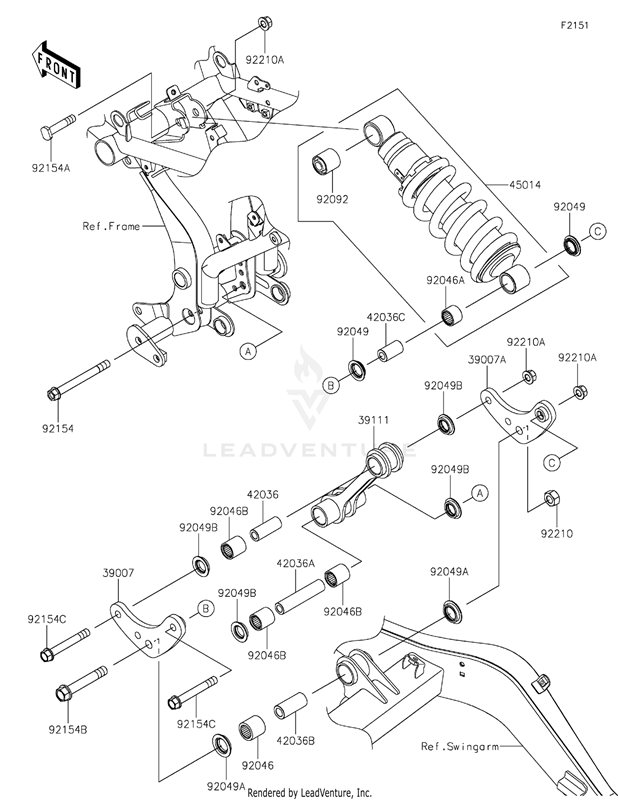 F2151
FRONT
92210A
92154A
45014
92092
92049
C
Ref.Frame
92046A
42036C
92049
A
B
92154
39007A
92210A
92210A
92049B
39111
C
LEADVENTURE
92049B
A
42036
92046B
92049B
92210
42036A
39007
92049A
92049B
B
92046B
92154C
92046B
*1
*1
92154B
92154C
42036B
92046
92049A
Ref.Swingarm
Rendered by LeadVenture, Inc.